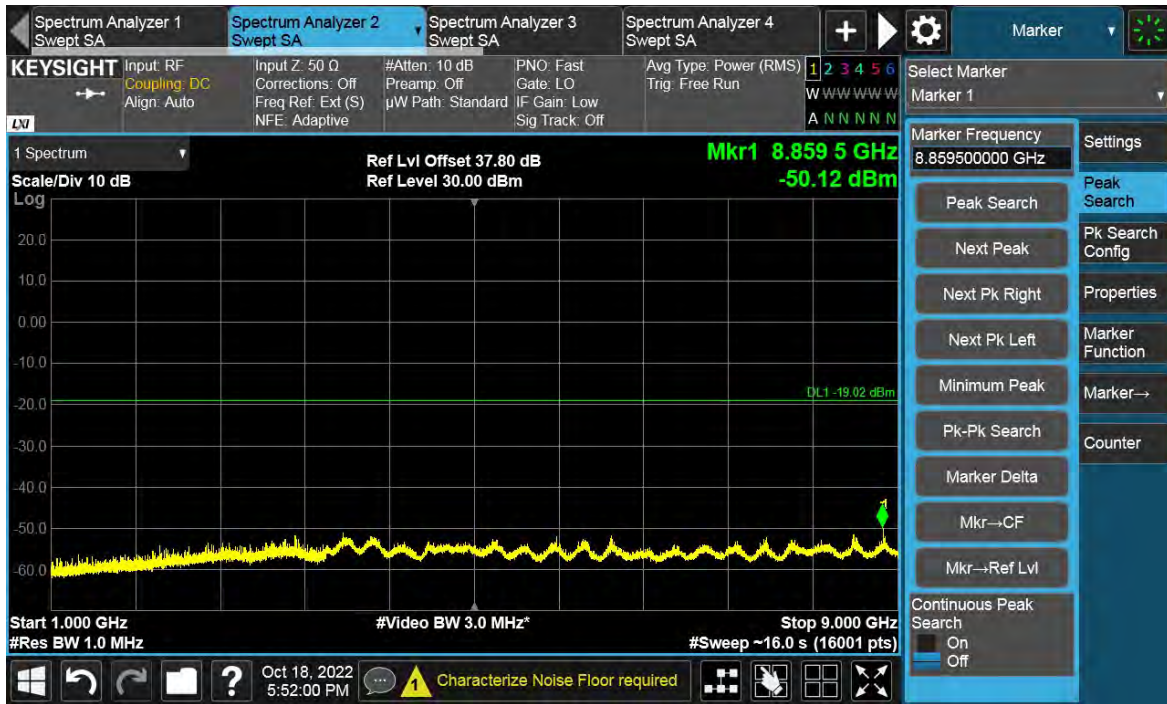 Spectrum Analyzer 1
Swept SA
Spectrum Analyzer 2
Swept SA
Spectrum Analyzer 3
Swept SA
Spectrum Analyzer 4
Swept SA
+
Marker
KEYSIGHT
LXI
Input: RF
Coupling: DC
Align: Auto
Input Z: 50 Ω
Corrections: Off
Freq Ref: Ext (S)
NFE: Adaptive
#Atten: 10 dB
Preamp: Off
µW Path: Standard
PNO: Fast
Gate: LO
IF Gain: Low
Sig Track: Off
Avg Type: Power (RMS)
Trig: Free Run
1 2 3 4 5 6
W W W W W W
A N N N N N
Select Marker
Marker 1
1 Spectrum
Scale/Div 10 dB
Log
Ref Lvl Offset 37.80 dB
Ref Level 30.00 dBm
Mkr1 8.859 5 GHz
-50.12 dBm
20.0
10.0
0.00
-10.0
-20.0
-30.0
-40.0
-50.0
-60.0
DL1 -19.02 dBm
1
Start 1.000 GHz
#Res BW 1.0 MHz
#Video BW 3.0 MHz*
Stop 9.000 GHz
#Sweep ~16.0 s (16001 pts)
Marker Frequency
8.859500000 GHz
Peak Search
Next Peak
Next Pk Right
Next Pk Left
Minimum Peak
Pk-Pk Search
Marker Delta
Mkr→CF
Mkr→Ref Lvl
Continuous Peak
Search
On
Off
Settings
Peak
Search
Pk Search
Config
Properties
Marker
Function
Marker→
Counter
?
Oct 18, 2022
5:52:00 PM
1
Characterize Noise Floor required